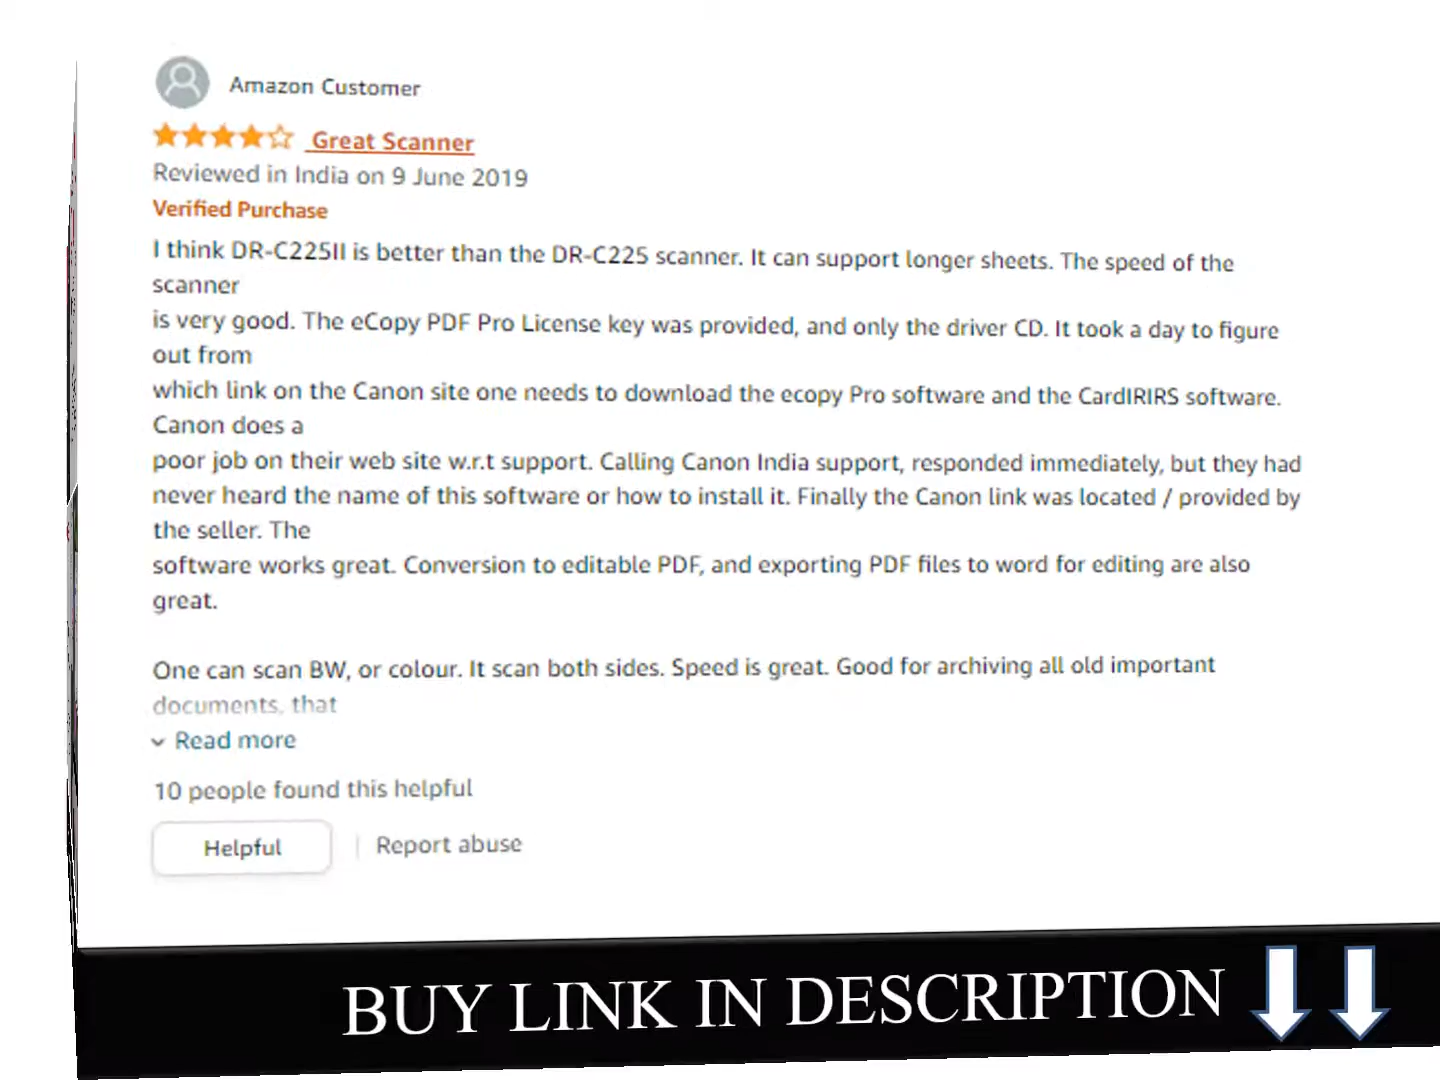 Amazon Customer
Great Scanner
Reviewed in India on 9 June 2019
Verified Purchase
I think DR-C225II is better than the DR-C225 scanner. It can support longer sheets. The speed of the
scanner
is very good. The eCopy PDF Pro License key was provided, and only the driver CD. It took a day to figure
out from
which link on the Canon site one needs to download the ecopy Pro software and the CardIRIRS software.
Canon does a
poor job on their web site w.r.t support. Calling Canon India support, responded immediately, but they had
never heard the name of this software or how to install it. Finally the Canon link was located / provided by
the seller. The
software works great. Conversion to editable PDF, and exporting PDF files to word for editing are also
great.
One can scan BW, or colour. It scan both sides. Speed is great. Good for archiving all old important
documents, that
Read more
10 people found this helpful
Helpful
Report abuse
BUY LINK IN DESCRIPTION